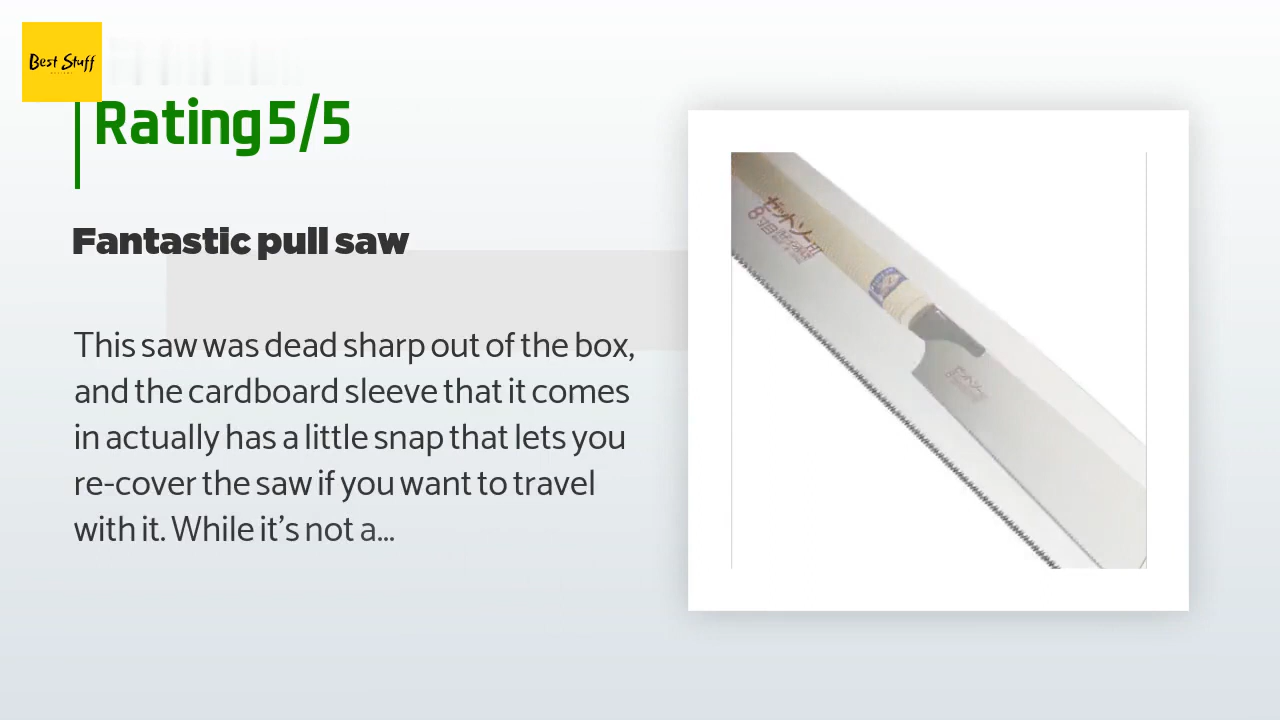 Best Stuff
Rating 5/5
Fantastic pull saw
This saw was dead sharp out of the box,
and the cardboard sleeve that it comes
in actually has a little snap that lets you
re-cover the saw if you want to travel
with it. While it's not a...